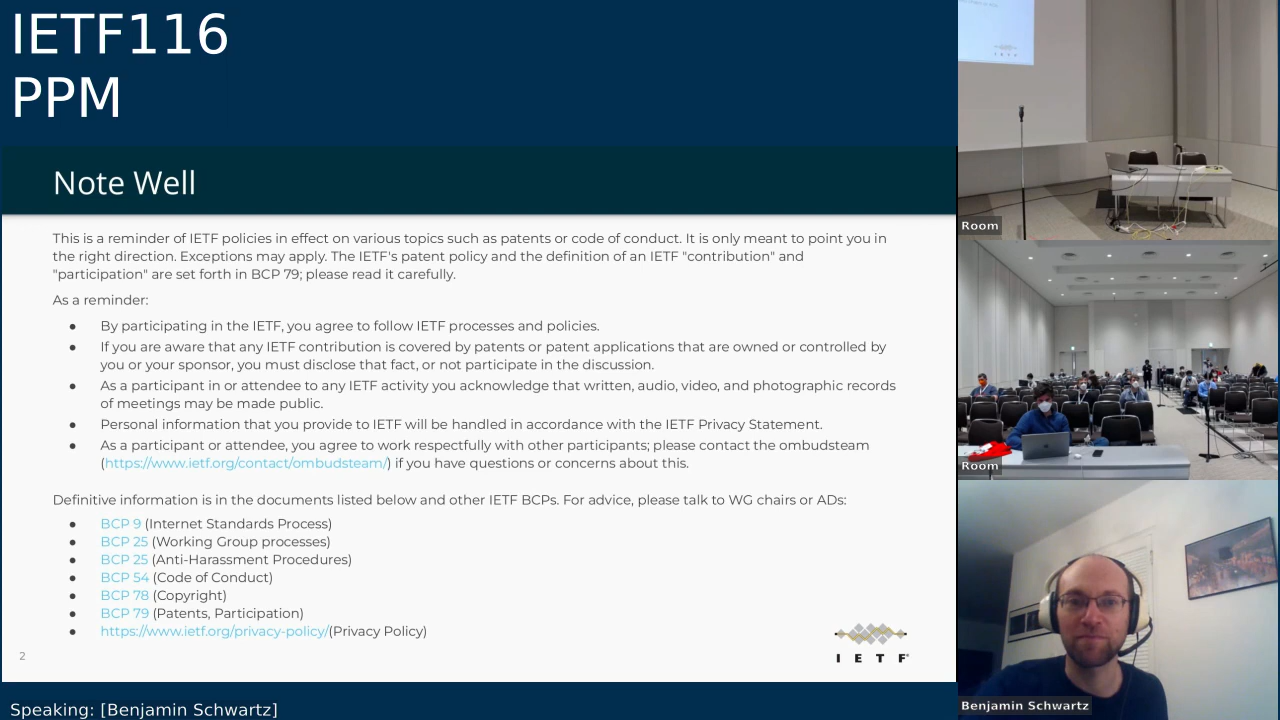 IETF116
PPM
Note Well
This is a reminder of IETF policies in effect on various topics such as patents or code of conduct. It is only meant to point you in
the right direction. Exceptions may apply. The IETF's patent policy and the definition of an IETF "contribution" and
"participation" are set forth in BCP 79; please read it carefully.
As a reminder:
● By participating in the IETF, you agree to follow IETF processes and policies.
● If you are aware that any IETF contribution is covered by patents or patent applications that are owned or controlled by
you or your sponsor, you must disclose that fact, or not participate in the discussion.
● As a participant in or attendee to any IETF activity you acknowledge that written, audio, video, and photographic records
of meetings may be made public.
● Personal information that you provide to IETF will be handled in accordance with the IETF Privacy Statement.
● As a participant or attendee, you agree to work respectfully with other participants; please contact the ombudsteam
(https://www.ietf.org/contact/ombudsteam/) if you have questions or concerns about this.
Definitive information is in the documents listed below and other IETF BCPs. For advice, please talk to WG chairs or ADs:
● BCP 9 (Internet Standards Process)
● BCP 25 (Working Group processes)
● BCP 25 (Anti-Harassment Procedures)
● BCP 54 (Code of Conduct)
● BCP 78 (Copyright)
● BCP 79 (Patents, Participation)
● https://www.ietf.org/privacy-policy/(Privacy Policy)
2
I E T F®
Speaking: [Benjamin Schwartz]
I E T F
Room
Room
Benjamin Schwartz